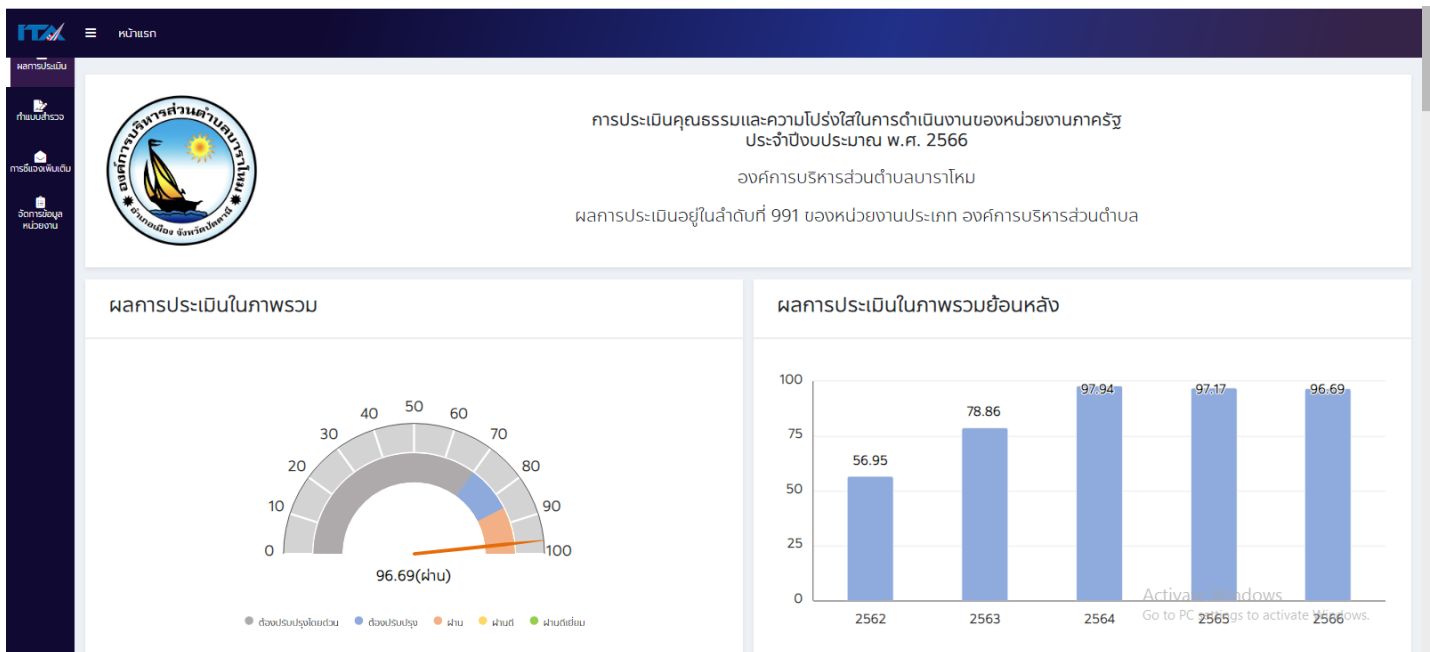 ITA
หน้าแรก
ผลการประเมิน
ทำแบบสำรวจ
การชี้แจงเพิ่มเติม
จัดการข้อมูล
หน่วยงาน
องค์การบริหารส่วนตำบลบาราโหม
อำเภอเมือง จังหวัดปัตตานี
การประเมินคุณธรรมและความโปร่งใสในการดำเนินงานของหน่วยงานภาครัฐ
ประจำปีงบประมาณ พ.ศ. 2566
องค์การบริหารส่วนตำบลบาราโหม
ผลการประเมินอยู่ในลำดับที่ 991 ของหน่วยงานประเภท องค์การบริหารส่วนตำบล
ผลการประเมินในภาพรวม
0
10
20
30
40
50
60
70
80
90
100
96.69(ผ่าน)
ต้องปรับปรุงโดยด่วน ต้องปรับปรุง ผ่าน ผ่านดี ผ่านดีเยี่ยม
ผลการประเมินในภาพรวมย้อนหลัง
100
75
50
25
0
56.95
78.86
97.94
97.17
96.69
2562 2563 2564 2565 2566
Activate Windows
Go to PC settings to activate Windows.